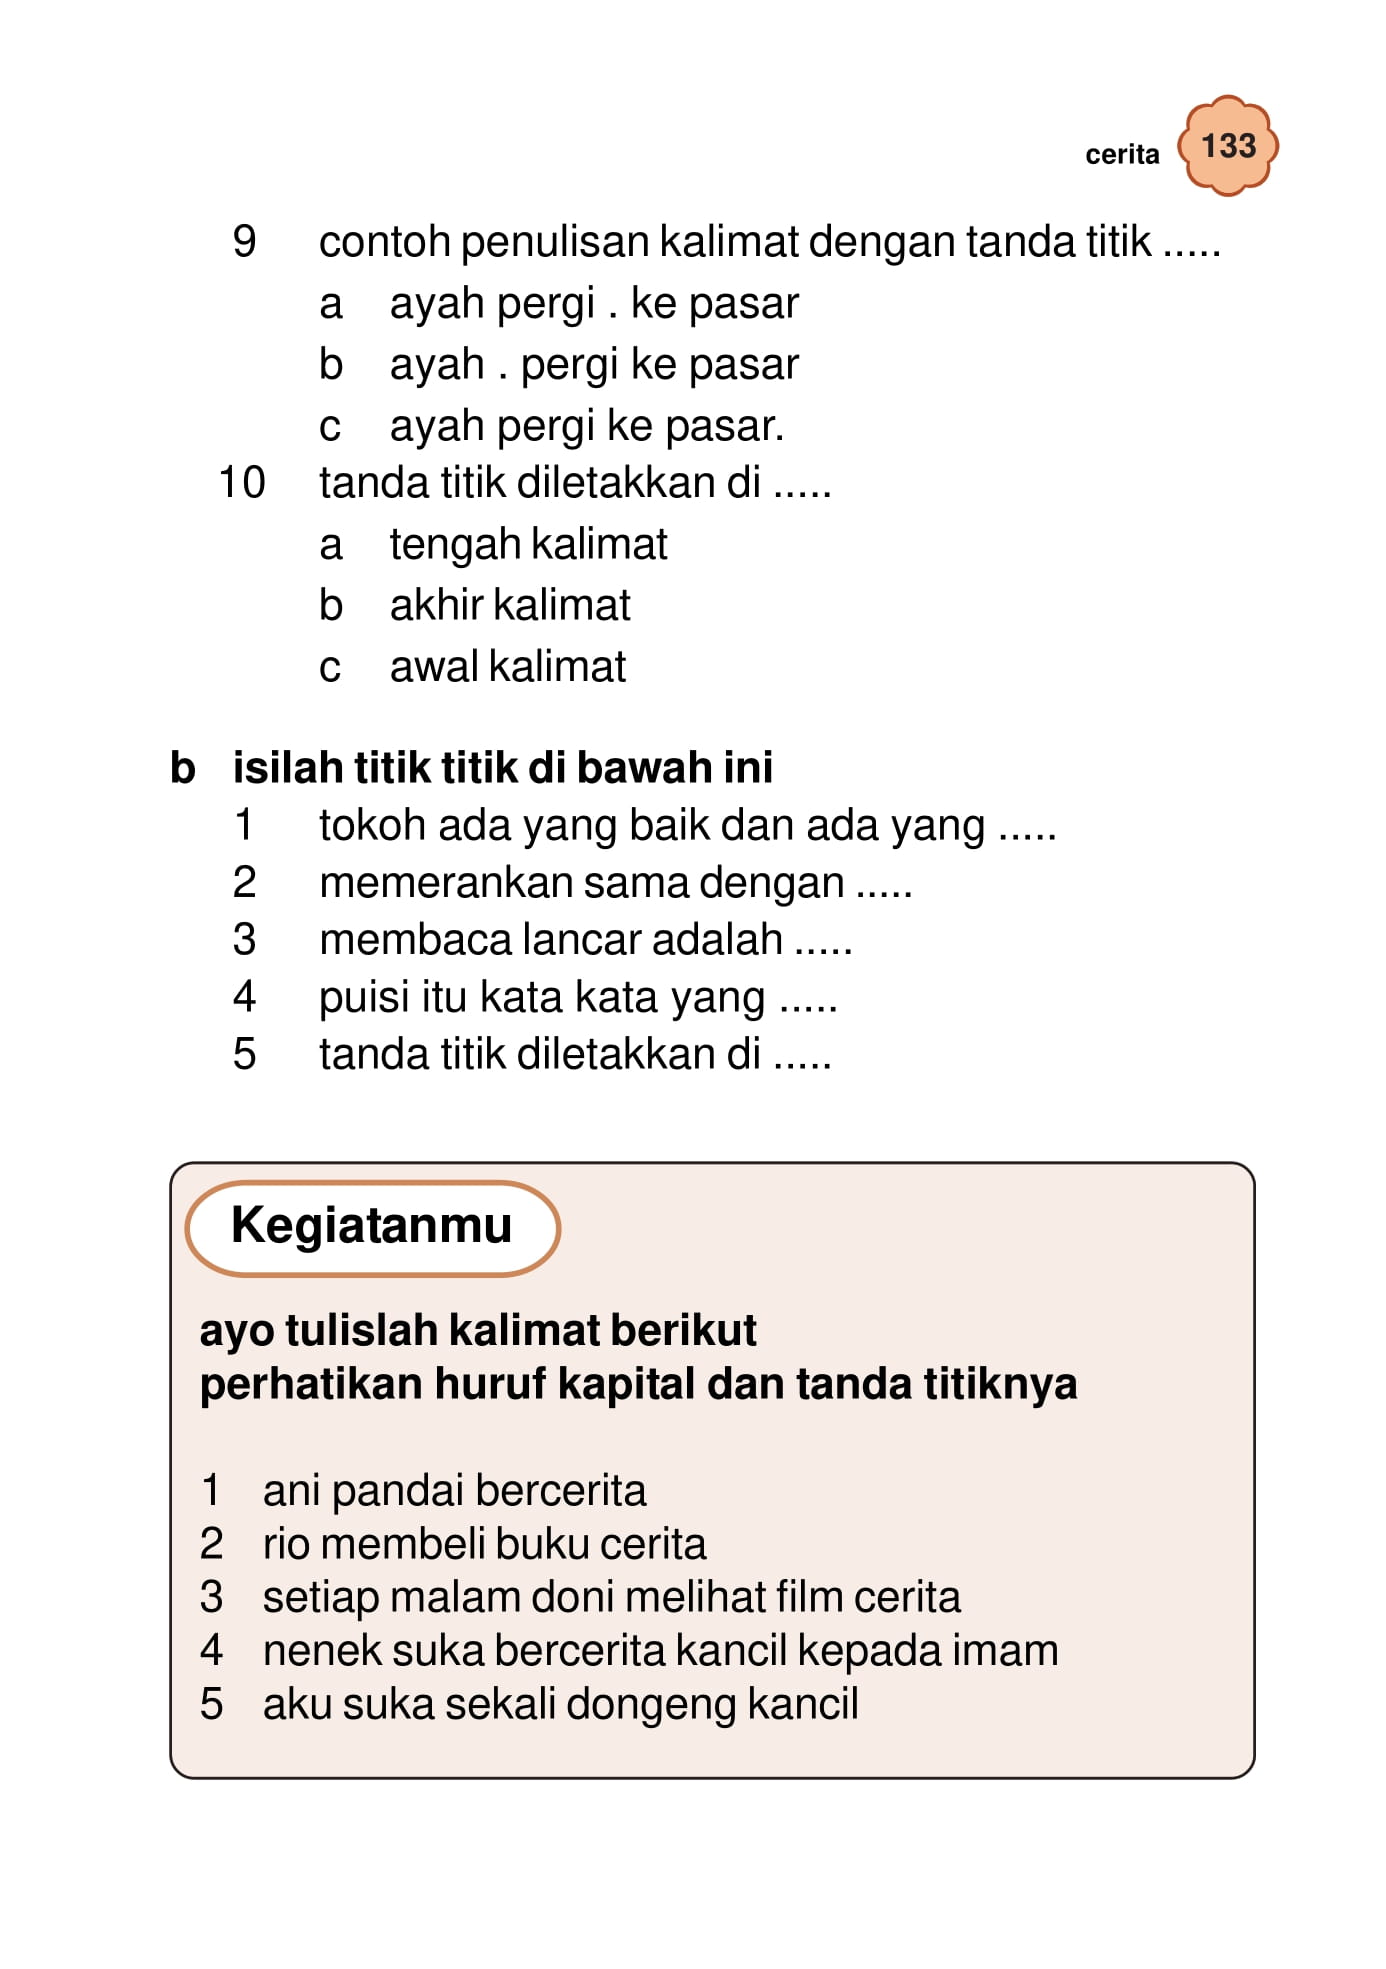 cerita 133
9 contoh penulisan kalimat dengan tanda titik .....
a ayah pergi . ke pasar
b ayah . pergi ke pasar
c ayah pergi ke pasar.
10 tanda titik diletakkan di .....
a tengah kalimat
b akhir kalimat
c awal kalimat
b isilah titik titik di bawah ini
1 tokoh ada yang baik dan ada yang .....
2 memerankan sama dengan .....
3 membaca lancar adalah .....
4 puisi itu kata kata yang .....
5 tanda titik diletakkan di .....
Kegiatanmu
ayo tulislah kalimat berikut
perhatikan huruf kapital dan tanda titiknya
1 ani pandai bercerita
2 rio membeli buku cerita
3 setiap malam doni melihat film cerita
4 nenek suka bercerita kancil kepada imam
5 aku suka sekali dongeng kancil